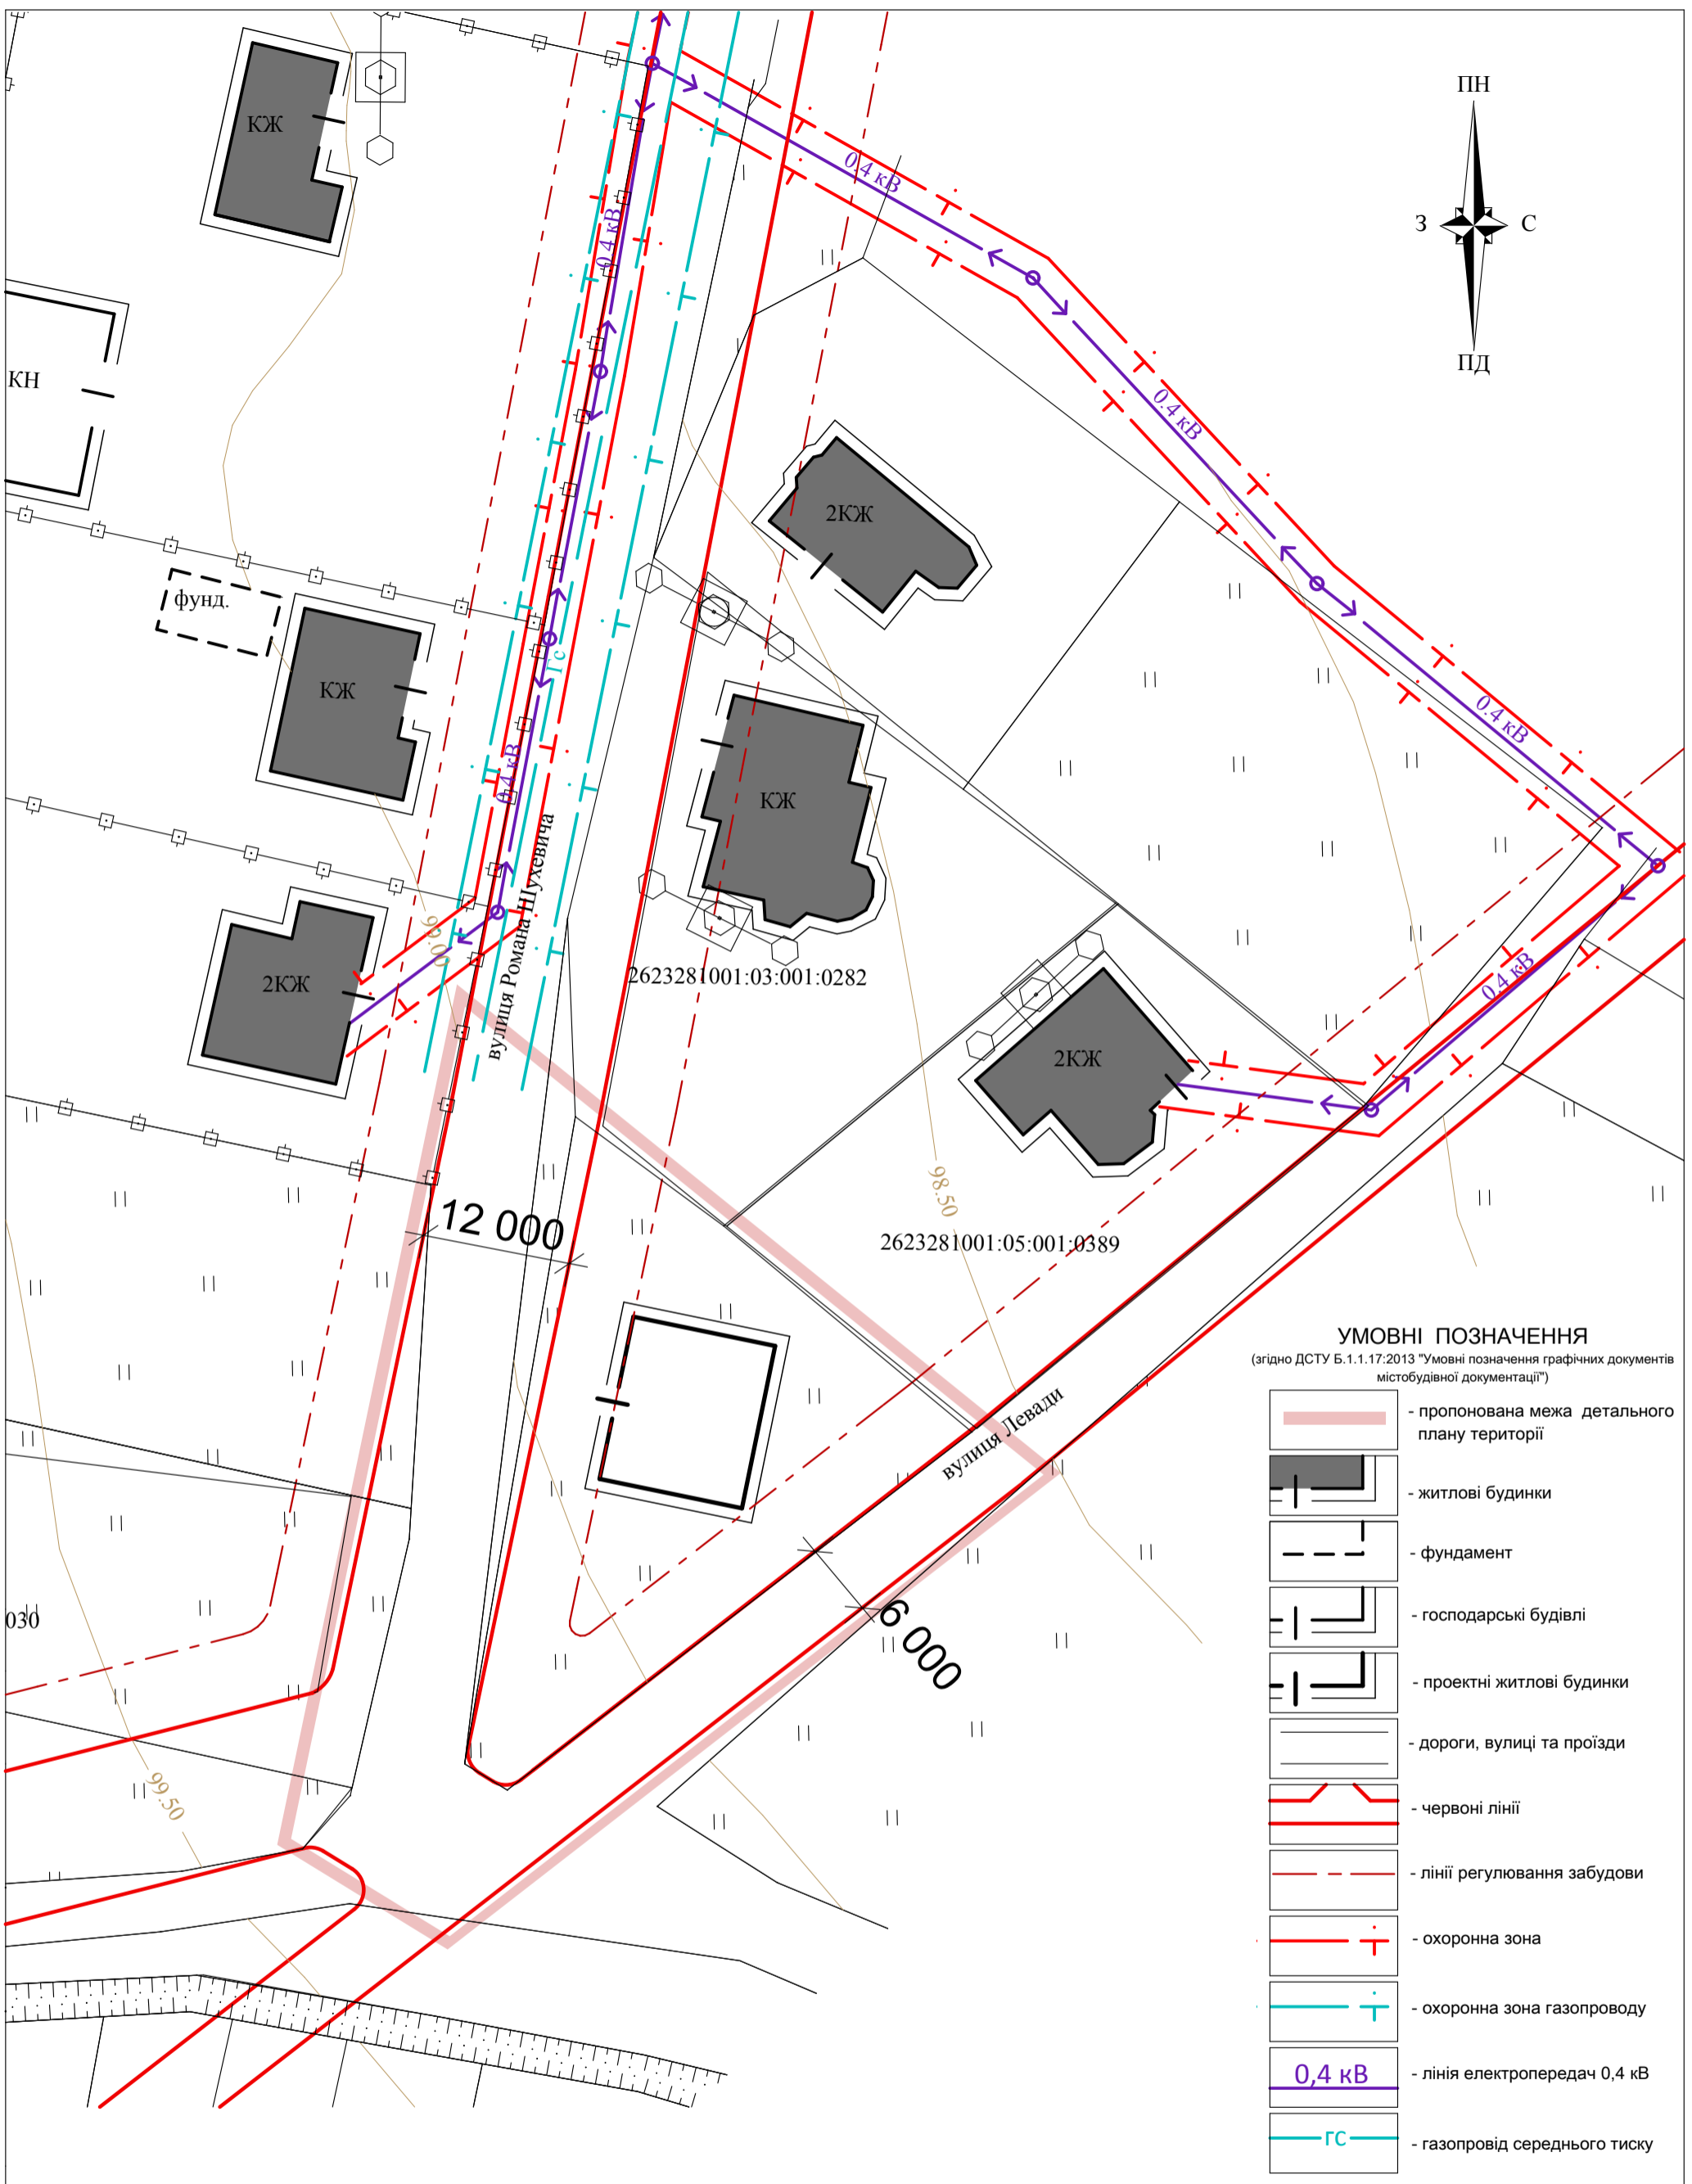 ПН
З
С
ПД
КЖ
0.4 кВ
0.4 кВ
КН
0.4 кВ
2КЖ
фунд.
Гс
КЖ
0.4 кВ
0.4 кВ
КЖ
вулиця Романа Шухевича
99.00
2КЖ
2623281001:03:001:0282
0.4 кВ
2КЖ
98.50
12 000
2623281001:05:001:0389
вулиця Левади
6 000
030
99.50
УМОВНІ ПОЗНАЧЕННЯ
(згідно ДСТУ Б.1.1.17:2013 "Умовні позначення графічних документів
містобудівної документації")
- пропонована межа детального
плану території
- житлові будинки
- фундамент
- господарські будівлі
- проектні житлові будинки
- дороги, вулиці та проїзди
- червоні лінії
- лінії регулювання забудови
- охоронна зона
- охоронна зона газопроводу
0,4 кВ
- лінія електропередач 0,4 кВ
гс
- газопровід середнього тиску